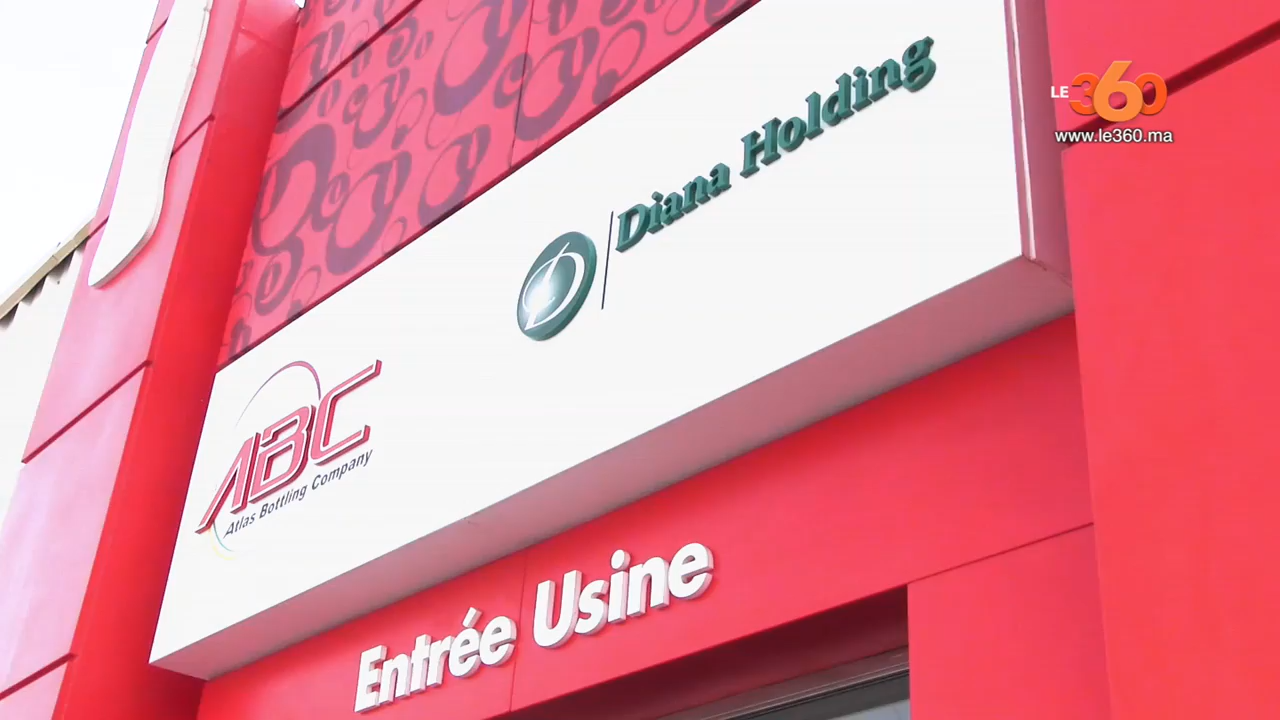 LE 360
www.le360.ma
Diana Holding
ABC
Atlas Bottling Company
Entrée Usine